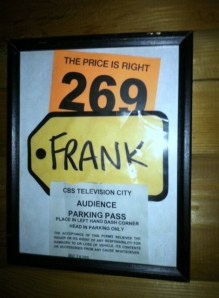 THE PRICE IS RIGHT
269
FRANK
CBS TELEVISION CITY
AUDIENCE
PARKING PASS
PLACE IN LEFT HAND DASH CORNER
HEAD IN PARKING ONLY